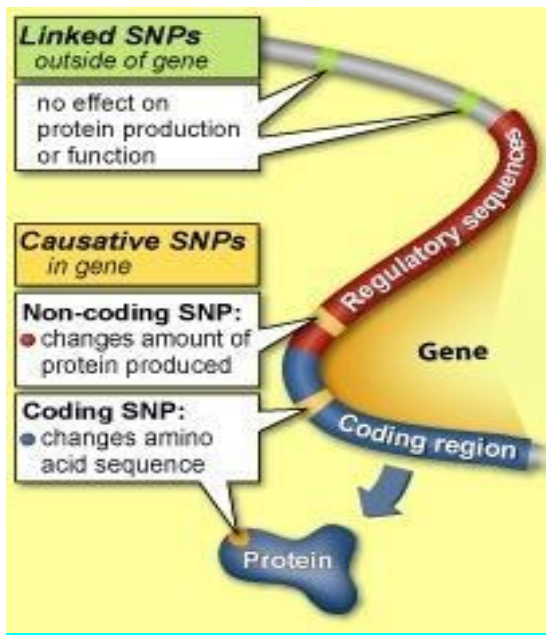 Linked SNPs
outside of gene
no effect on
protein production
or function
Regulatory sequences
Causative SNPs
in gene
Non-coding SNP:
changes amount of
protein produced
Gene
Coding SNP:
changes amino
acid sequence
Coding region
Protein